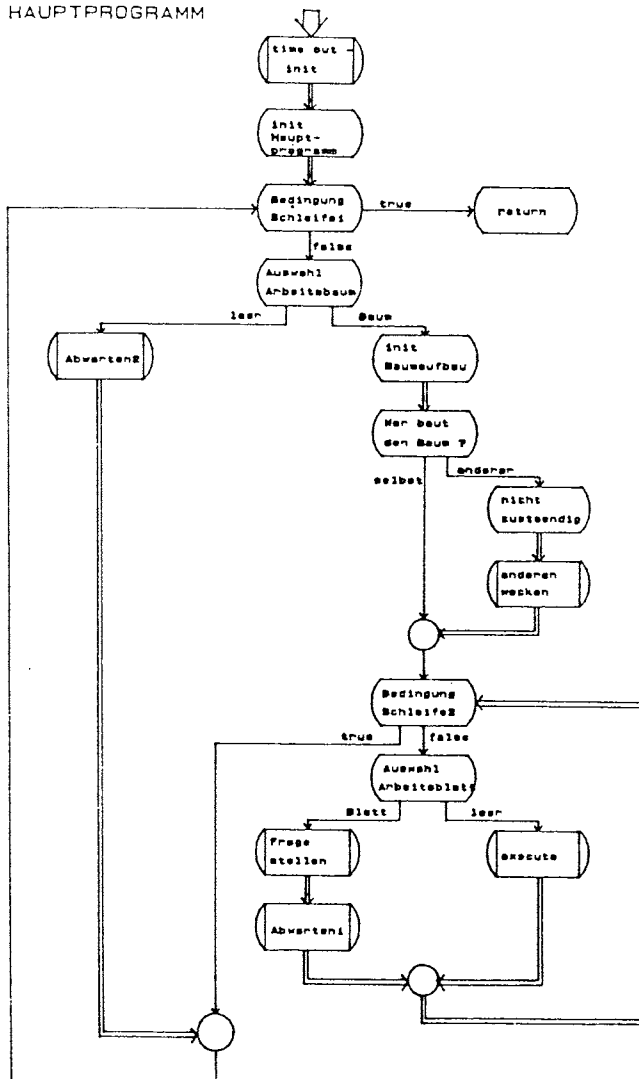 HAUPTPROGRAMM
time out -
init
init
Haupt-
programm
Bedingung
Schleife1
true
return
false
Auswahl
Arbeitsbaum
leer
Baum
Abwarten2
init
Baumaufbau
Wer baut
den Baum ?
selbst
anderer
nicht
zustaendig
anderen
wecken
Bedingung
Schleife2
true
false
Auswahl
Arbeitsblatt
Blatt
leer
Frage
stellen
execute
Abwarten1